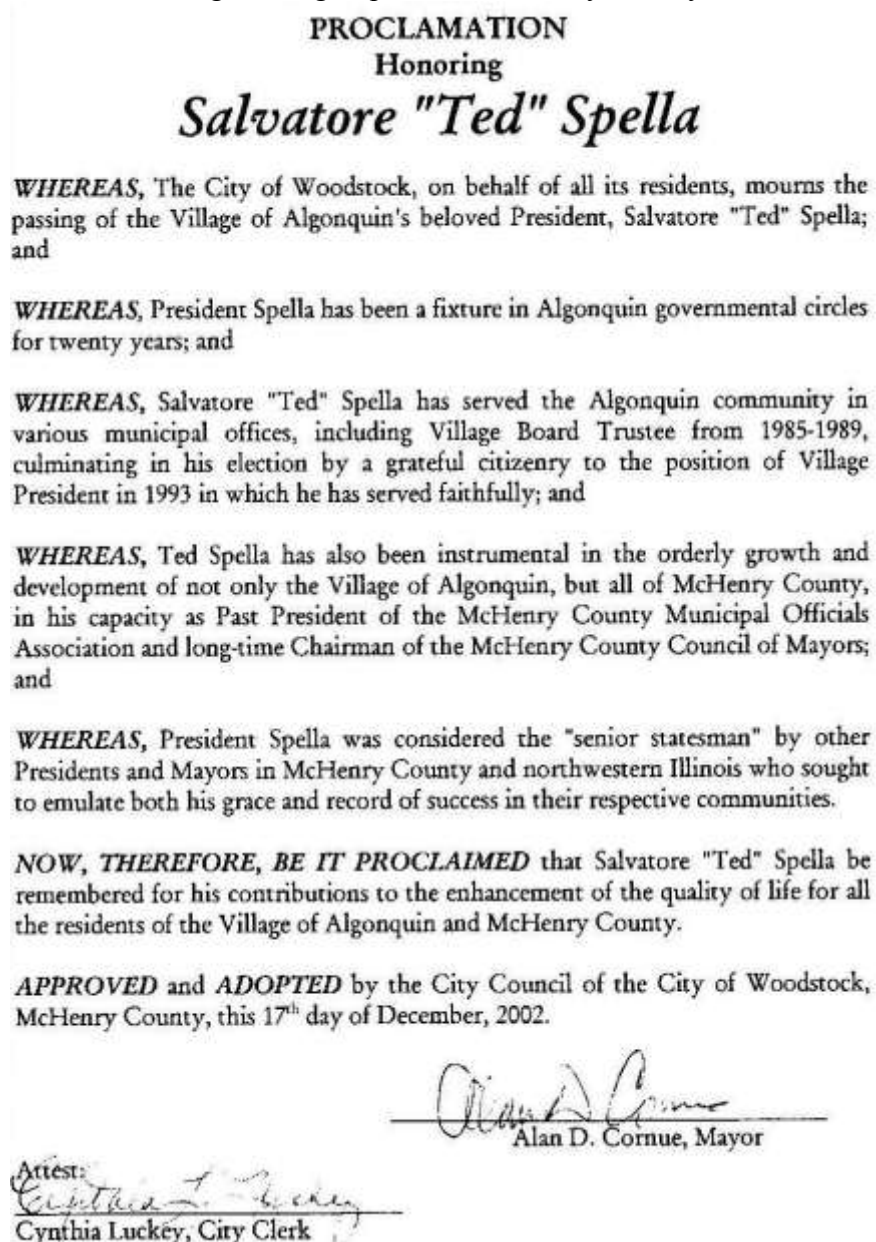 PROCLAMATION
Honoring
Salvatore "Ted" Spella
WHEREAS, The City of Woodstock, on behalf of all its residents, mourns the
passing of the Village of Algonquin's beloved President, Salvatore "Ted" Spella;
and
WHEREAS, President Spella has been a fixture in Algonquin governmental circles
for twenty years; and
WHEREAS, Salvatore "Ted" Spella has served the Algonquin community in
various municipal offices, including Village Board Trustee from 1985-1989,
culminating in his election by a grateful citizenry to the position of Village
President in 1993 in which he has served faithfully; and
WHEREAS, Ted Spella has also been instrumental in the orderly growth and
development of not only the Village of Algonquin, but all of McHenry County,
in his capacity as Past President of the McHenry County Municipal Officials
Association and long-time Chairman of the McHenry County Council of Mayors;
and
WHEREAS, President Spella was considered the "senior statesman" by other
Presidents and Mayors in McHenry County and northwestern Illinois who sought
to emulate both his grace and record of success in their respective communities.
NOW, THEREFORE, BE IT PROCLAIMED that Salvatore "Ted" Spella be
remembered for his contributions to the enhancement of the quality of life for all
the residents of the Village of Algonquin and McHenry County.
APPROVED and ADOPTED by the City Council of the City of Woodstock,
McHenry County, this 17th day of December, 2002.
Alan D. Cornue
Alan D. Cornue, Mayor
Attest:
Cynthia L. Luckey
Cynthia Luckey, City Clerk